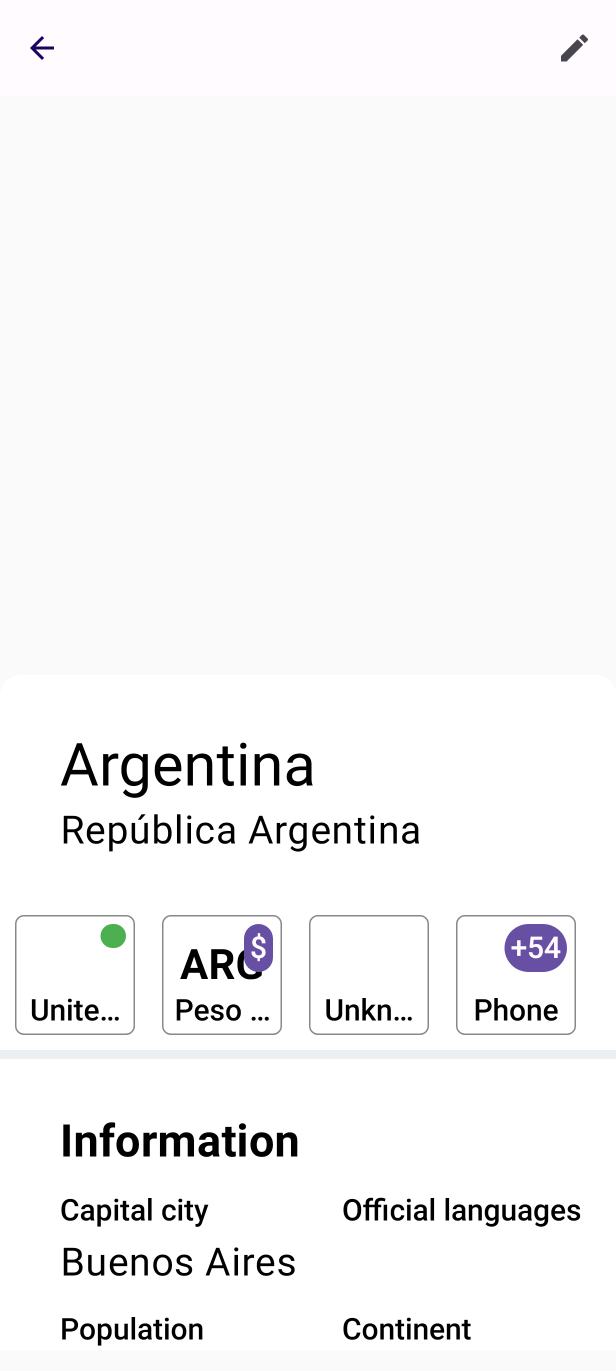 Argentina
República Argentina
$
ARG
+54
Unite...
Peso ...
Unkn...
Phone
Information
Capital city
Official languages
Buenos Aires
Population
Continent